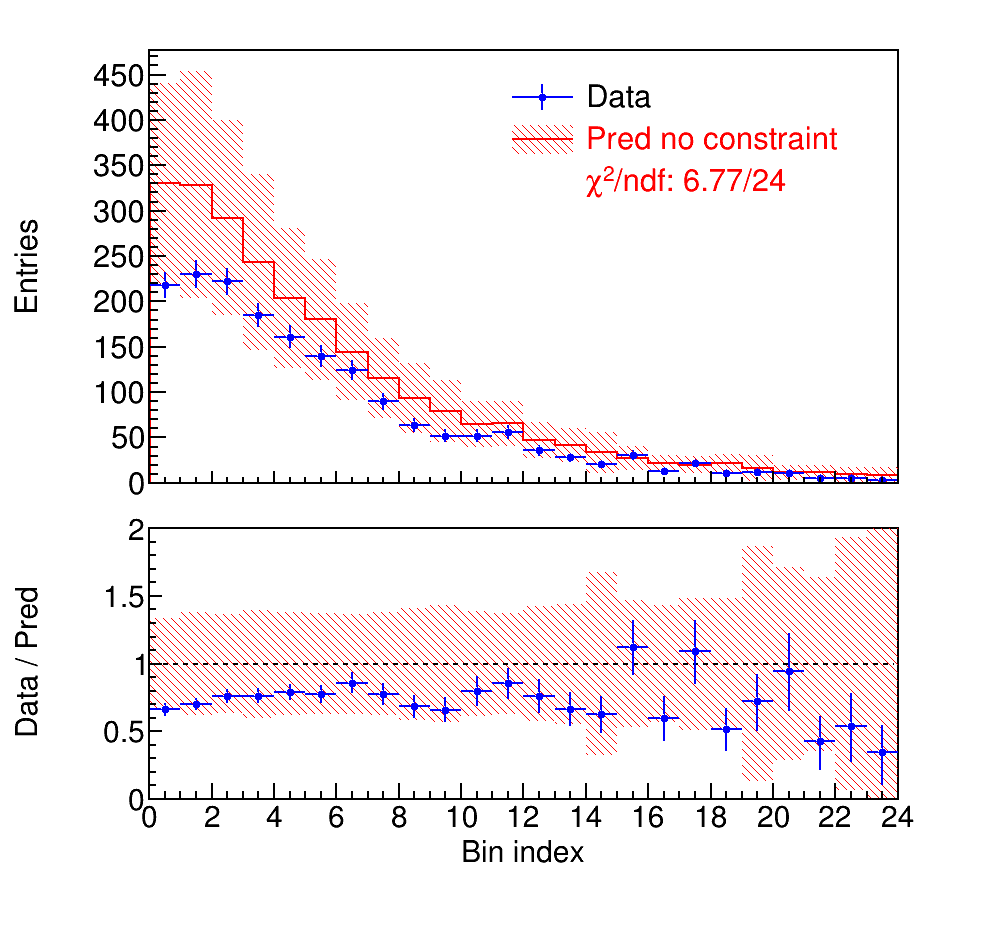 Entries
450
400
350
300
250
200
150
100
50
0
Data
Pred no constraint
χ²/ndf: 6.77/24
Data / Pred
2
1.5
1
0.5
0
0 2 4 6 8 10 12 14 16 18 20 22 24
Bin index